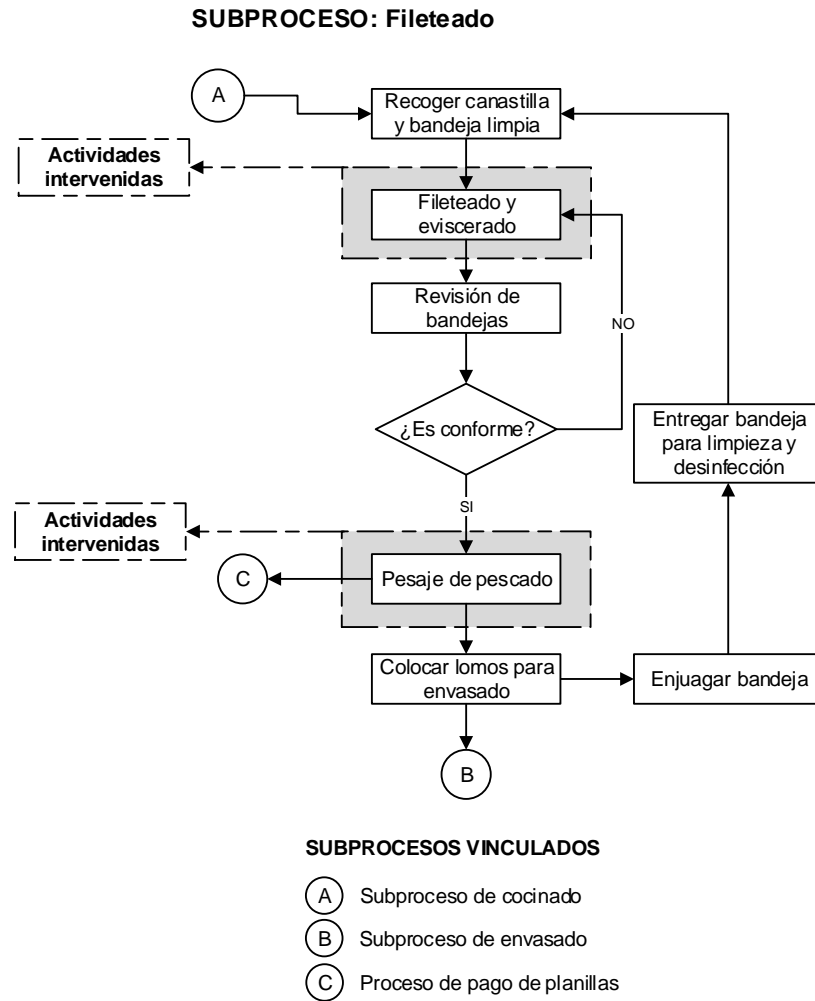 SUBPROCESO: Fileteado
A
Recoger canastilla
y bandeja limpia
Actividades
intervenidas
Fileteado y
eviscerado
Revisión de
bandejas
NO
¿Es conforme?
Entregar bandeja
para limpieza y
desinfección
SI
Actividades
intervenidas
C
Pesaje de pescado
Colocar lomos para
envasado
Enjuagar bandeja
B
SUBPROCESOS VINCULADOS
A Subproceso de cocinado
B Subproceso de envasado
C Proceso de pago de planillas